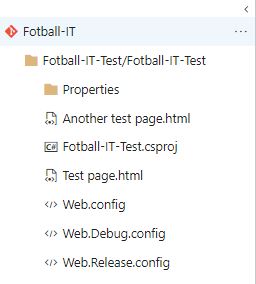 Fotball-IT
Fotball-IT-Test/Fotball-IT-Test
Properties
Another test page.html
Fotball-IT-Test.csproj
Test page.html
Web.config
Web.Debug.config
Web.Release.config